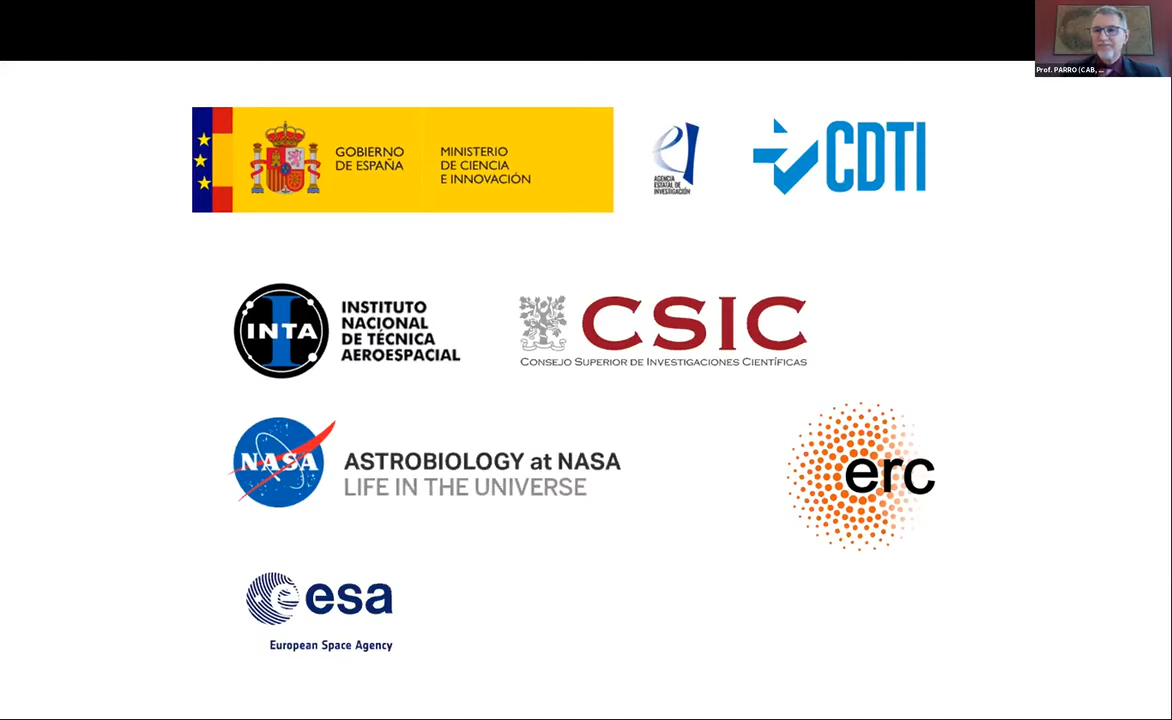 Prof. PARRO (CAB, ...
GOBIERNO
DE ESPAÑA
MINISTERIO
DE CIENCIA
E INNOVACIÓN
AGENCIA
ESTATAL DE
INVESTIGACIÓN
CDTI
INTA
INSTITUTO
NACIONAL
DE TÉCNICA
AEROESPACIAL
CSIC
CONSEJO SUPERIOR DE INVESTIGACIONES CIENTÍFICAS
NASA
ASTROBIOLOGY at NASA
LIFE IN THE UNIVERSE
erc
esa
European Space Agency